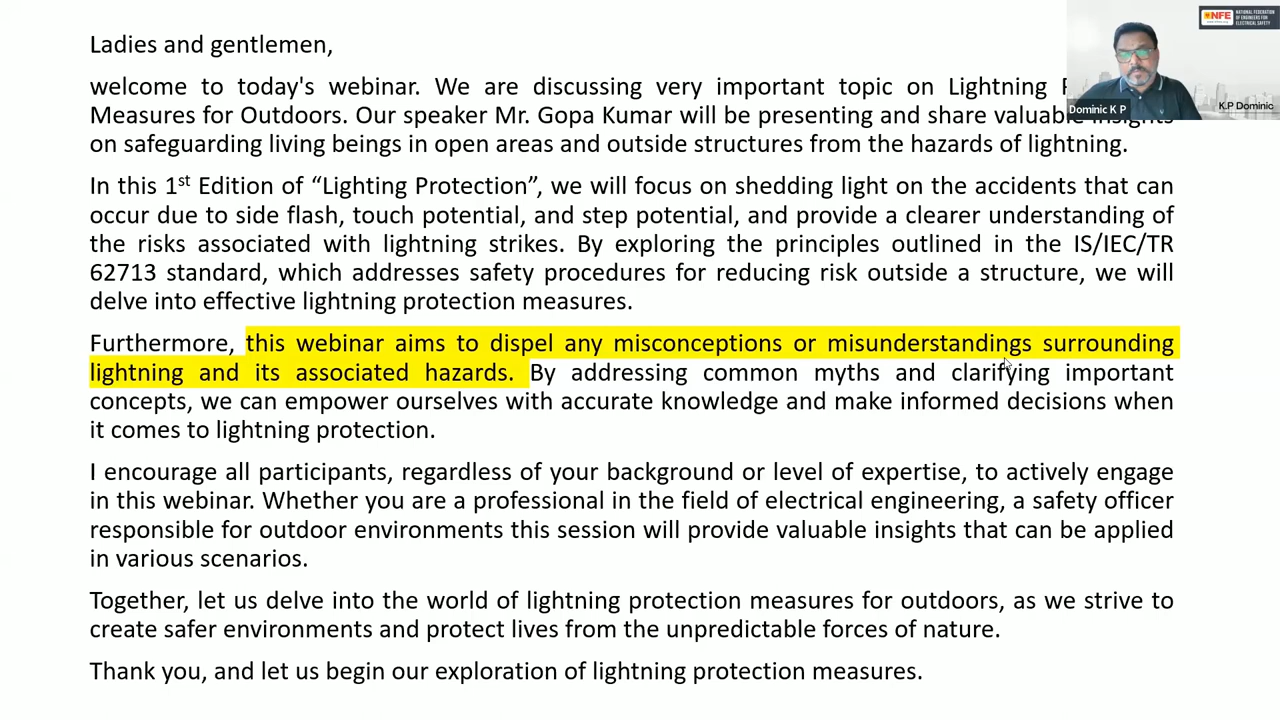 Ladies and gentlemen,
welcome to today's webinar. We are discussing very important topic on Lightning
Measures for Outdoors. Our speaker Mr. Gopa Kumar will be presenting and share valuable insights
on safeguarding living beings in open areas and outside structures from the hazards of lightning.
In this 1st Edition of “Lighting Protection”, we will focus on shedding light on the accidents that can
occur due to side flash, touch potential, and step potential, and provide a clearer understanding of
the risks associated with lightning strikes. By exploring the principles outlined in the IS/IEC/TR
62713 standard, which addresses safety procedures for reducing risk outside a structure, we will
delve into effective lightning protection measures.
Furthermore, this webinar aims to dispel any misconceptions or misunderstandings surrounding
lightning and its associated hazards. By addressing common myths and clarifying important
concepts, we can empower ourselves with accurate knowledge and make informed decisions when
it comes to lightning protection.
I encourage all participants, regardless of your background or level of expertise, to actively engage
in this webinar. Whether you are a professional in the field of electrical engineering, a safety officer
responsible for outdoor environments this session will provide valuable insights that can be applied
in various scenarios.
Together, let us delve into the world of lightning protection measures for outdoors, as we strive to
create safer environments and protect lives from the unpredictable forces of nature.
Thank you, and let us begin our exploration of lightning protection measures.
NFE
NATIONAL FEDERATION
OF ENGINEERS FOR
ELECTRICAL SAFETY
K.P Dominic
Dominic K P